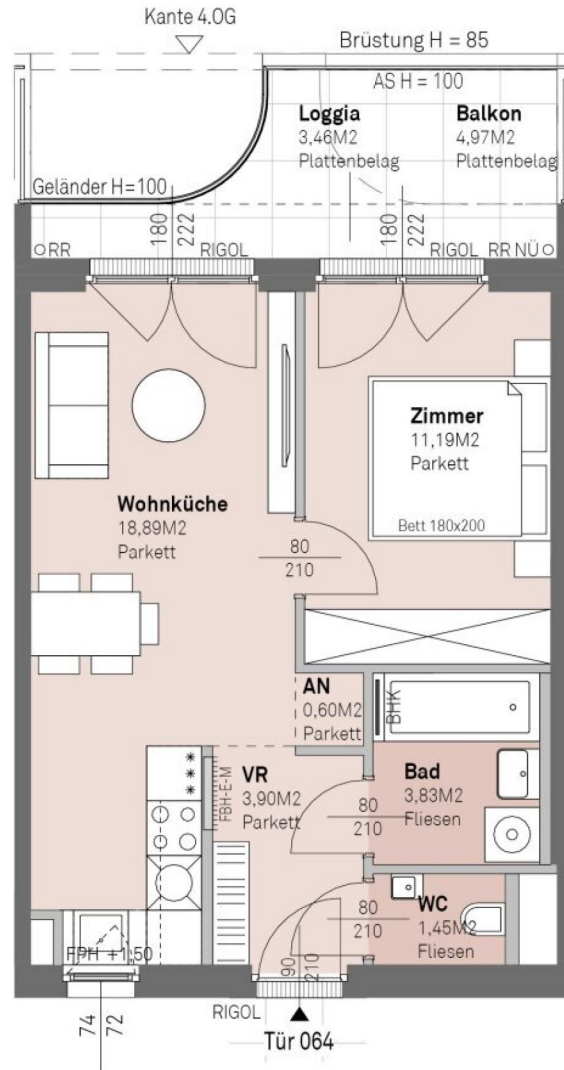 Kante 4.OG
Brüstung H = 85
AS H = 100
Loggia
3,46M2
Plattenbelag
Balkon
4,97M2
Plattenbelag
Geländer H=100
180
222
180
222
RR
RIGOL
RIGOL
RR NÜ
Zimmer
11,19M2
Parkett
Bett 180x200
Wohnküche
18,89M2
Parkett
80
210
AN
0,60M2
Parkett
BHK
VR
3,90M2
Parkett
FBH-E-M
Bad
3,83M2
Fliesen
80
210
WC
1,45M2
Fliesen
80
210
90
210
FPH +1,50
74
72
RIGOL
Tür 064